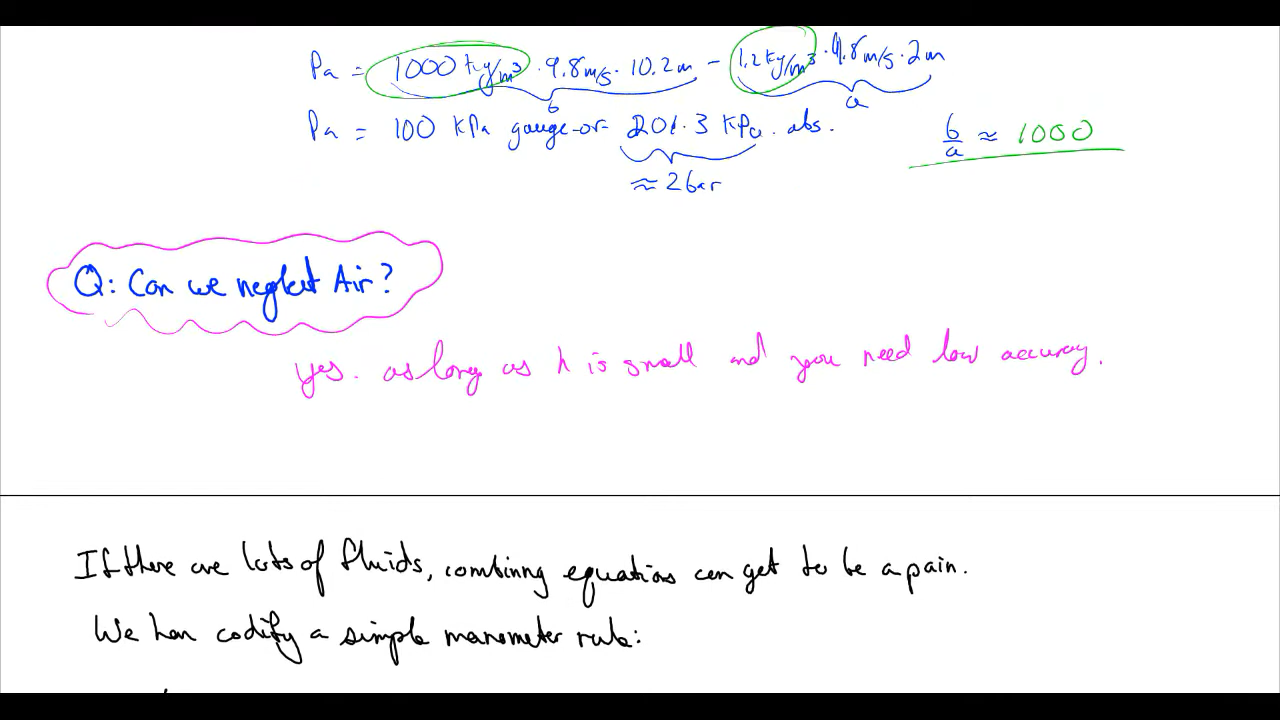 Pa = 1000 kg/m³ · 9.8 m/s · 10.2 m - 1.2 kg/m³ · 9.8 m/s · 2 m
b a
Pa = 100 KPa gauge or 201.3 KPa. abs.
b/a ≈ 1000
≈ 2 bar
Q: Can we neglect Air?
yes. as long as h is small and you need low accuracy.
If there are lots of fluids, combining equations can get to be a pain.
We can codify a simple manometer rule: